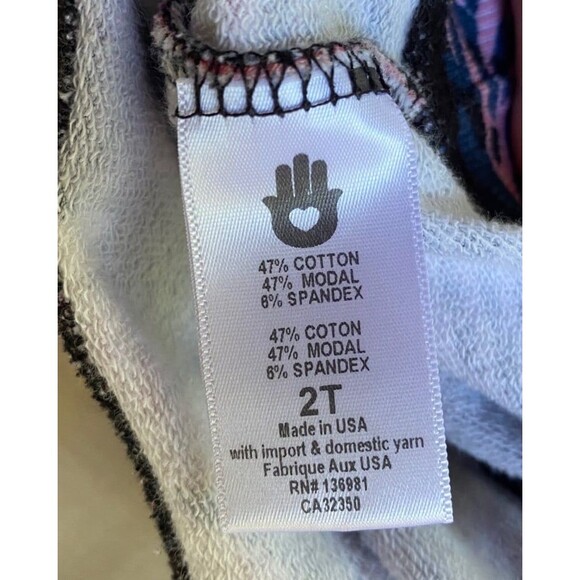 47% COTTON
47% MODAL
6% SPANDEX
47% COTON
47% MODAL
6% SPANDEX
2T
Made in USA
with import & domestic yarn
Fabrique Aux USA
RN# 136981
CA32350